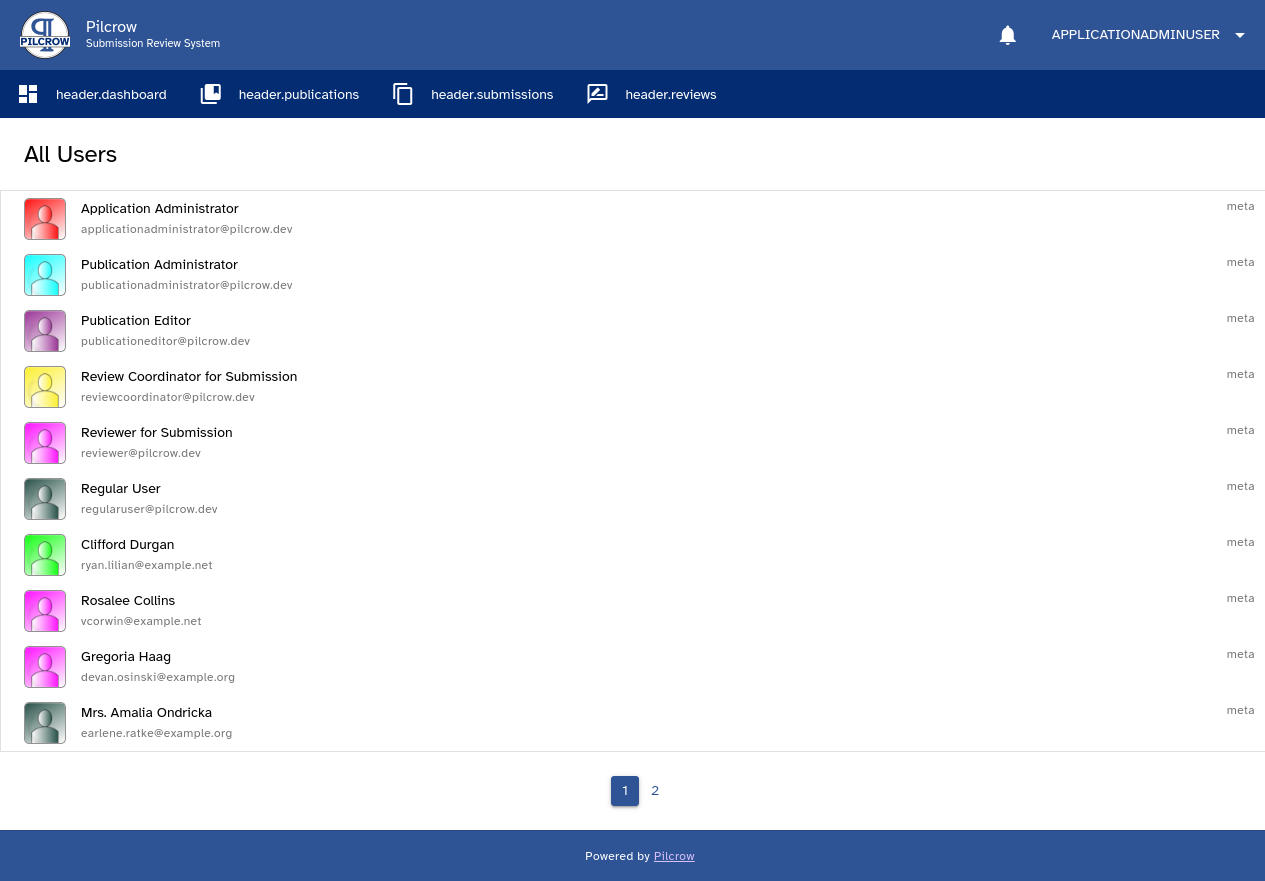 PILCROW
Pilcrow
Submission Review System
APPLICATIONADMINUSER
header.dashboard
header.publications
header.submissions
header.reviews
All Users
Application Administrator
applicationadministrator@pilcrow.dev
meta
Publication Administrator
publicationadministrator@pilcrow.dev
meta
Publication Editor
publicationeditor@pilcrow.dev
meta
Review Coordinator for Submission
reviewcoordinator@pilcrow.dev
meta
Reviewer for Submission
reviewer@pilcrow.dev
meta
Regular User
regularuser@pilcrow.dev
meta
Clifford Durgan
ryan.lilian@example.net
meta
Rosalee Collins
vcorwin@example.net
meta
Gregoria Haag
devan.osinski@example.org
meta
Mrs. Amalia Ondricka
earlene.ratke@example.org
meta
1 2
Powered by Pilcrow